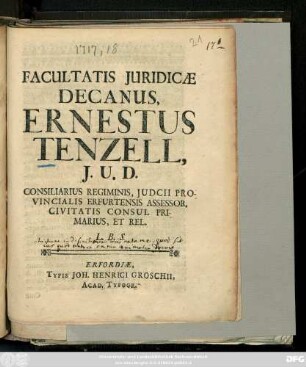 1717, 18
FACULTATIS JURIDICÆ
DECANUS,
ERNESTUS
TENZELL,
J. U. D.
CONSILIARIUS REGIMINIS, JUDCII PRO-
VINCIALIS ERFURTENSIS ASSESSOR,
CIVITATIS CONSUL PRI-
MARIUS, ET REL.
L. B. S.
ERFORDIÆ,
TYPIS JOH. HENRICI GROSCHII,
ACAD. TYPOGR.